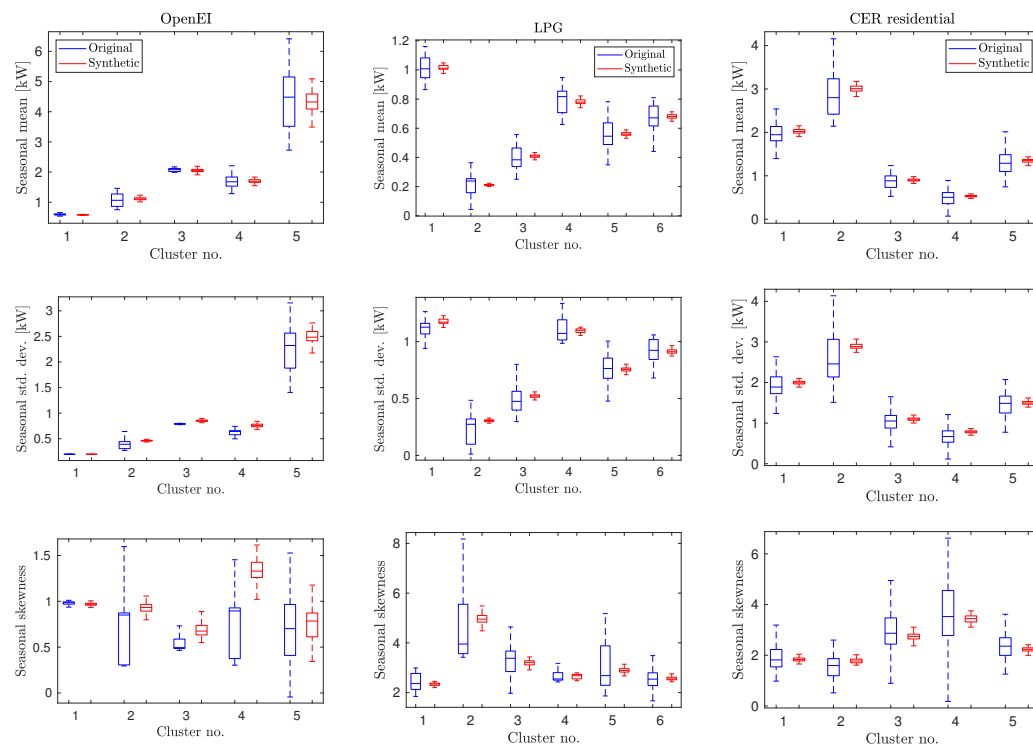 OpenEI
Seasonal mean [kW]
6
5
4
3
2
1
Original
Synthetic
1 2 3 4 5
Cluster no.
LPG
Seasonal mean [kW]
1.2
1
0.8
0.6
0.4
0.2
0
Original
Synthetic
1 2 3 4 5 6
Cluster no.
CER residential
Seasonal mean [kW]
4
3
2
1
0
Original
Synthetic
1 2 3 4 5
Cluster no.
Seasonal std. dev. [kW]
3
2.5
2
1.5
1
0.5
1 2 3 4 5
Cluster no.
Seasonal std. dev. [kW]
1
0.5
0
1 2 3 4 5 6
Cluster no.
Seasonal std. dev. [kW]
4
3
2
1
0
1 2 3 4 5
Cluster no.
Seasonal skewness
1.5
1
0.5
0
1 2 3 4 5
Cluster no.
Seasonal skewness
8
6
4
2
1 2 3 4 5 6
Cluster no.
Seasonal skewness
6
4
2
0
1 2 3 4 5
Cluster no.